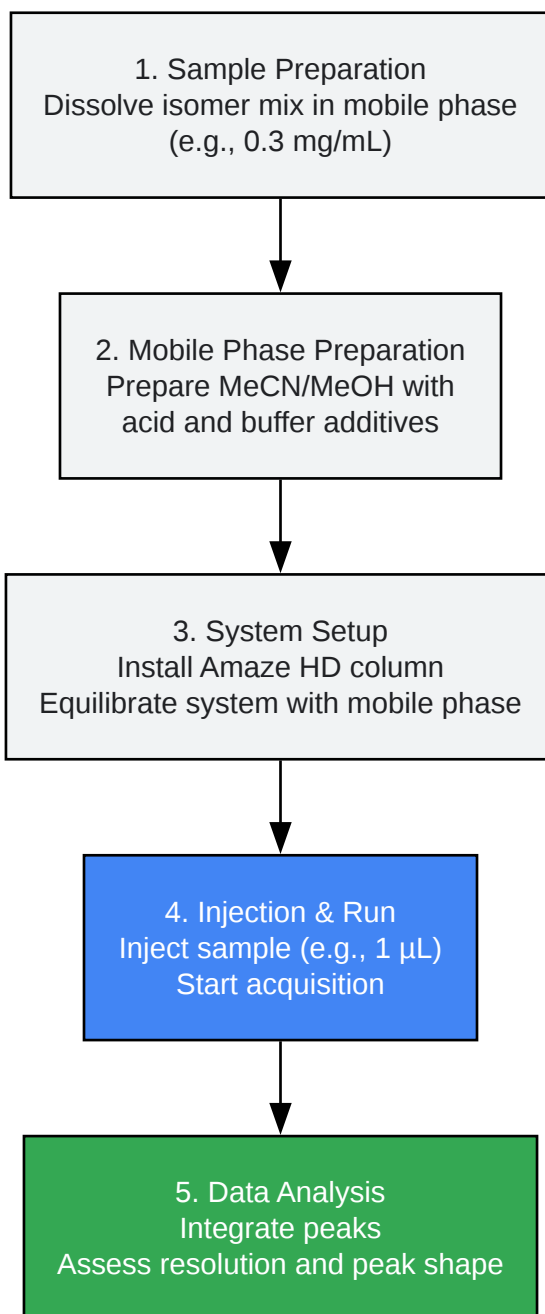 1. Sample Preparation
Dissolve isomer mix in mobile phase
(e.g., 0.3 mg/mL)
2. Mobile Phase Preparation
Prepare MeCN/MeOH with
acid and buffer additives
3. System Setup
Install Amaze HD column
Equilibrate system with mobile phase
4. Injection & Run
Inject sample (e.g., 1 µL)
Start acquisition
5. Data Analysis
Integrate peaks
Assess resolution and peak shape